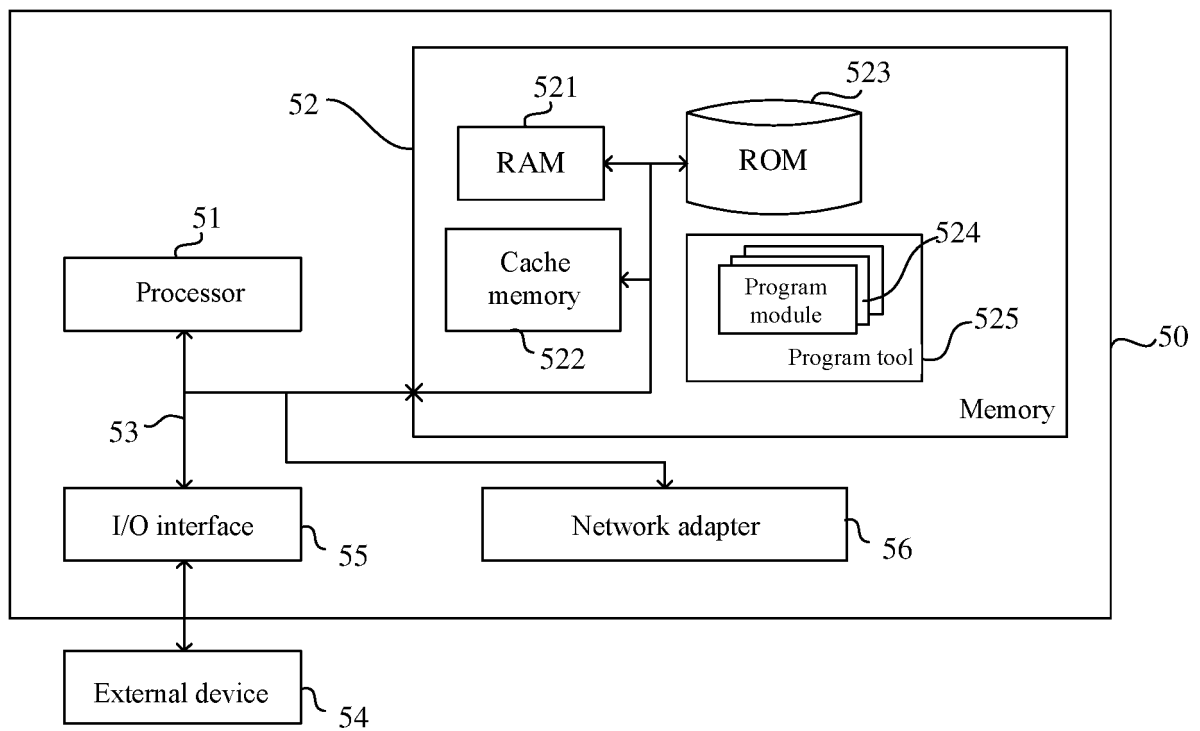 523
521
52
RAM
ROM
51
524
Cache
memory
Processor
Program
module
525
50
522
Program tool
Memory
53
I/O interface
Network adapter
55
56
External device
54